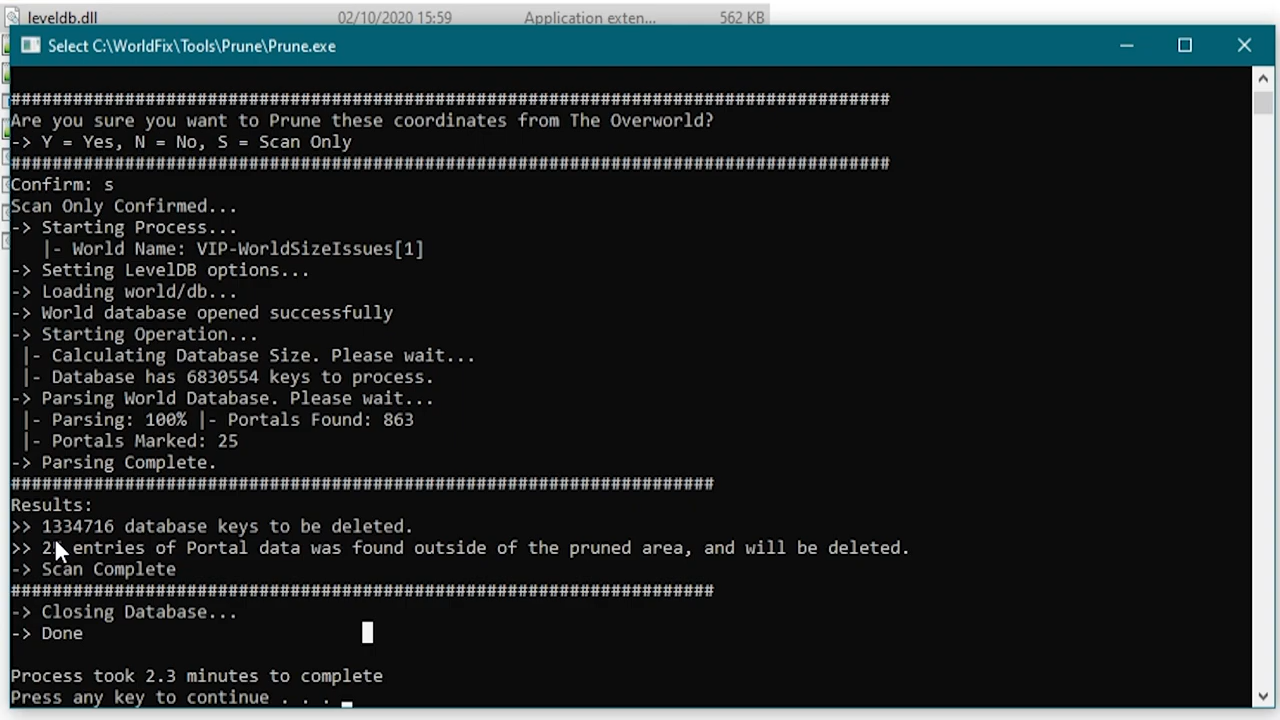 leveldb.dll 02/10/2020 15:59 Application exten... 562 KB
Select C:\WorldFix\Tools\Prune\Prune.exe
#####################################################################################
Are you sure you want to Prune these coordinates from The Overworld?
-> Y = Yes, N = No, S = Scan Only
#####################################################################################
Confirm: s
Scan Only Confirmed...
-> Starting Process...
|- World Name: VIP-WorldSizeIssues[1]
-> Setting LevelDB options...
-> Loading world/db...
-> World database opened successfully
-> Starting Operation...
|- Calculating Database Size. Please wait...
|- Database has 6830554 keys to process.
-> Parsing World Database. Please wait...
|- Parsing: 100% |- Portals Found: 863
|- Portals Marked: 25
-> Parsing Complete.
####################################################################
Results:
>> 1334716 database keys to be deleted.
>> 25 entries of Portal data was found outside of the pruned area, and will be deleted.
-> Scan Complete
####################################################################
-> Closing Database...
-> Done
Process took 2.3 minutes to complete
Press any key to continue . . .